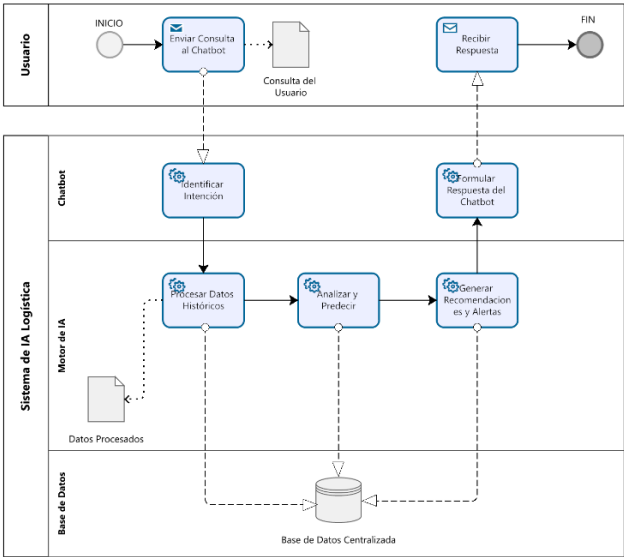 INICIO
FIN
Usuario
Enviar Consulta
al Chatbot
Consulta del
Usuario
Recibir
Respuesta
Sistema de IA Logística
Chatbot
Identificar
Intención
Formular
Respuesta del
Chatbot
Motor de IA
Procesar Datos
Históricos
Analizar y
Predecir
Generar
Recomendacion
es y Alertas
Datos Procesados
Base de Datos
Base de Datos Centralizada